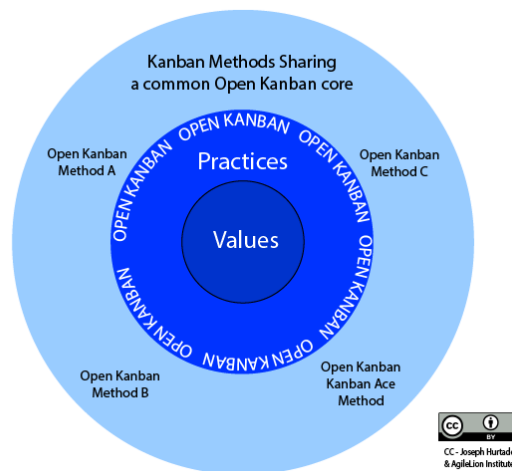 Kanban Methods Sharing
a common Open Kanban core
OPEN KANBAN OPEN KANBAN OPEN KANBAN OPEN KANBAN OPEN KANBAN OPEN KANBAN OPEN KANBAN OPEN KANBAN
Open Kanban
Method A
Practices
Open Kanban
Method C
Values
Open Kanban
Method B
Open Kanban
Kanban Ace
Method
cc
BY
CC - Joseph Hurtado
& AgileLion Institute